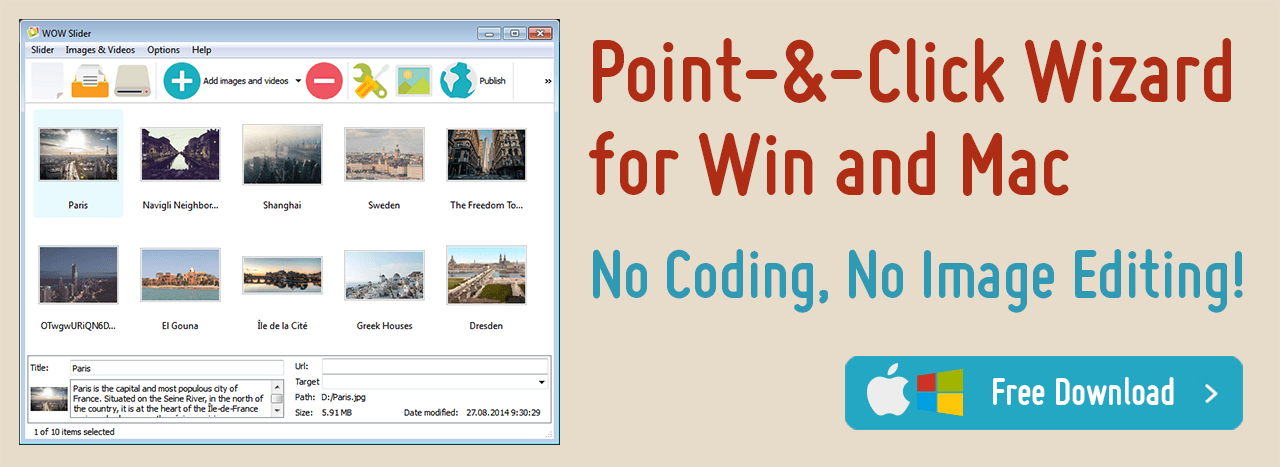 WOW Slider
Slider Images & Videos Options Help
Add images and videos
Publish
»
Paris
Navigli Neighbor...
Shanghai
Sweden
The Freedom To...
OTwgwURiQN6D...
El Gouna
Île de la Cité
Greek Houses
Dresden
Title: Paris
Paris is the capital and most populous city of
France. Situated on the Seine River, in the north of
the country, it is at the heart of the Île-de-France
Url:
Target
Path: D:/Paris.jpg
Size: 5.91 MB Date modified: 27.08.2014 9:30:29
1 of 10 items selected
Point-&-Click Wizard
for Win and Mac
No Coding, No Image Editing!
Free Download